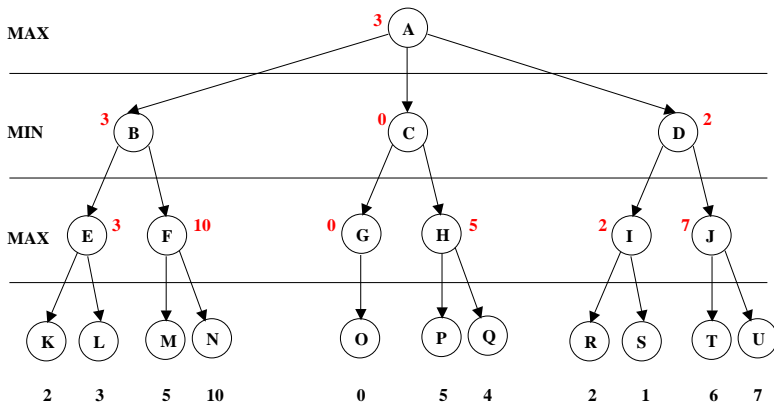 3 A
MAX
3 B 0 C D 2
MIN
E 3 F 10 0 G H 5 2 I 7 J
MAX
K L M N O P Q R S T U
2 3 5 10 0 5 4 2 1 6 7